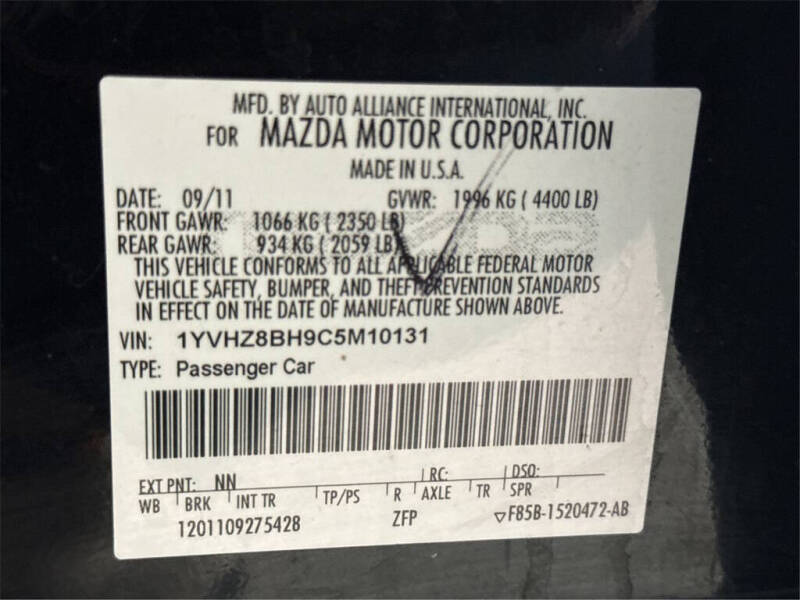 MFD. BY AUTO ALLIANCE INTERNATIONAL, INC.
FOR MAZDA MOTOR CORPORATION
MADE IN U.S.A.
DATE: 09/11 GVWR: 1996 KG ( 4400 LB)
FRONT GAWR: 1066 KG ( 2350 LB)
REAR GAWR: 934 KG ( 2059 LB)
THIS VEHICLE CONFORMS TO ALL APPLICABLE FEDERAL MOTOR
VEHICLE SAFETY, BUMPER, AND THEFT PREVENTION STANDARDS
IN EFFECT ON THE DATE OF MANUFACTURE SHOWN ABOVE.
VIN: 1YVHZ8BH9C5M10131
TYPE: Passenger Car
EXT PNT: NN RC: DSO:
WB BRK INT TR TP/PS R AXLE TR SPR
1201109275428 ZFP ▽F85B-1520472-AB